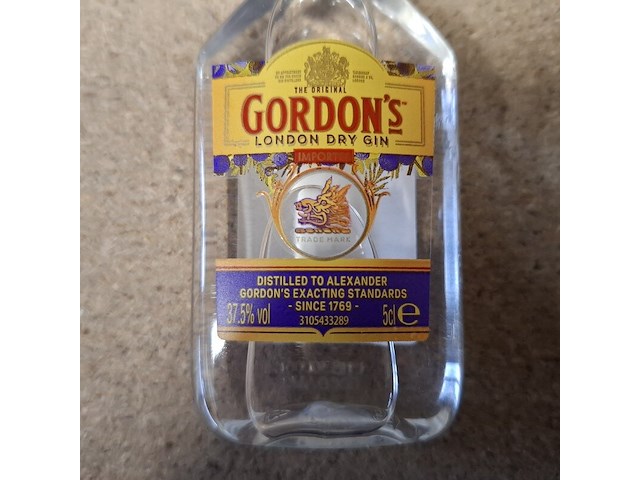 THE ORIGINAL
GORDON'S
LONDON DRY GIN
IMPORTED
TRADE MARK
DISTILLED TO ALEXANDER
GORDON'S EXACTING STANDARDS
- SINCE 1769 -
37.5% vol
3105433289
5cl e